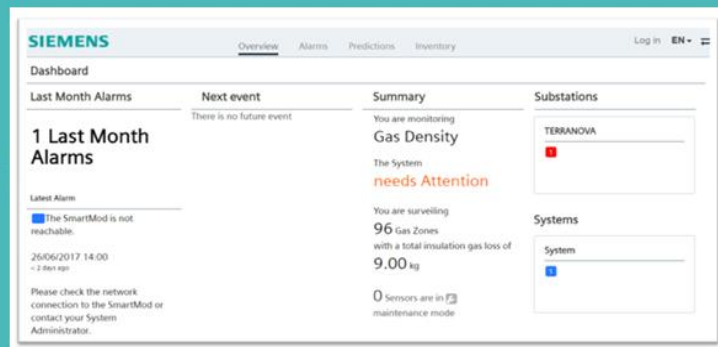 SIEMENS
Overview Alarms Predictions Inventory
Log in EN
Dashboard
Last Month Alarms
1 Last Month
Alarms
Latest Alarm
The SmartMod is not
reachable.
26/06/2017 14:00
< 2 days ago
Please check the network
connection to the SmartMod or
contact your System
Administrator.
Next event
There is no future event
Summary
You are monitoring
Gas Density
The System
needs Attention
You are surveiling
96 Gas Zones
with a total insulation gas loss of
9.00 kg
0 Sensors are in
maintenance mode
Substations
TERRANOVA
1
Systems
System
1